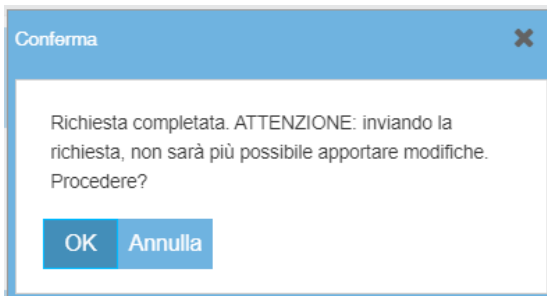 Conferma
Richiesta completata. ATTENZIONE: inviando la
richiesta, non sarà più possibile apportare modifiche.
Procedere?
OK
Annulla